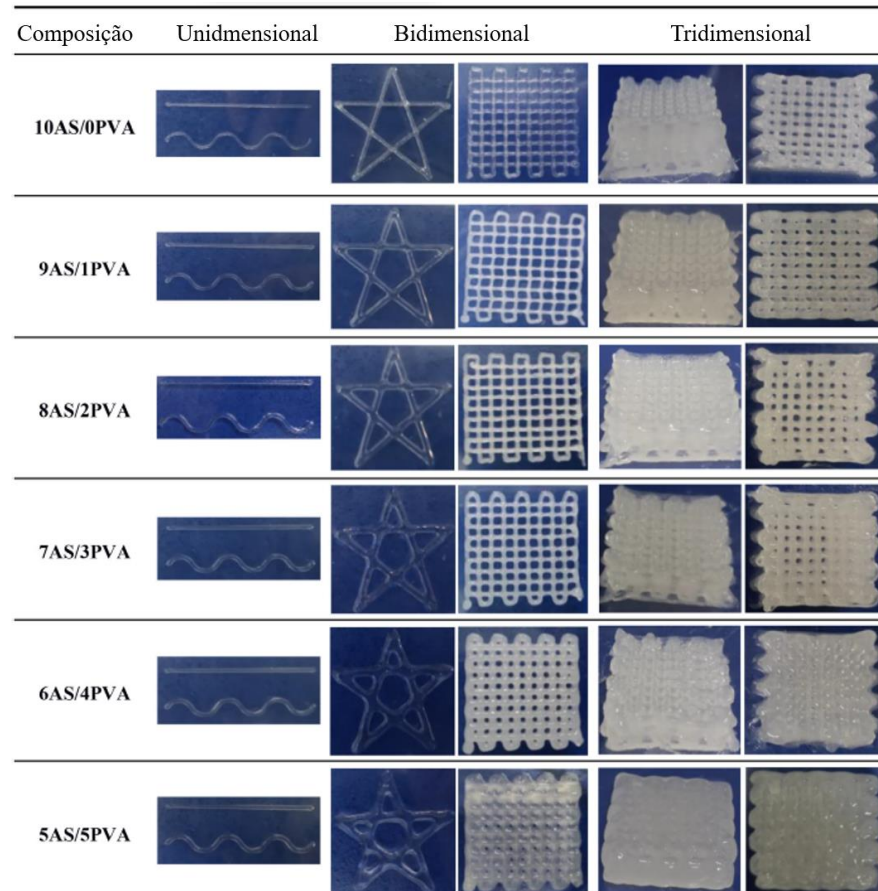 Composição Unidmensional Bidimensional Tridimensional
10AS/0PVA
9AS/1PVA
8AS/2PVA
7AS/3PVA
6AS/4PVA
5AS/5PVA